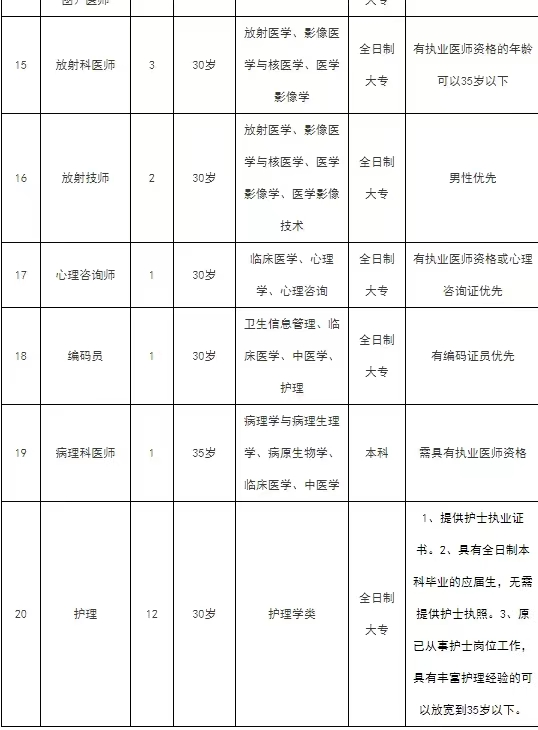 大专
15 放射科医师 3 30岁 放射医学、影像医学与核医学、医学影像学 全日制大专 有执业医师资格的年龄可以35岁以下
16 放射技师 2 30岁 放射医学、影像医学与核医学、医学影像学、医学影像技术 全日制大专 男性优先
17 心理咨询师 1 30岁 临床医学、心理学、心理咨询 全日制大专 有执业医师资格或心理咨询证优先
18 编码员 1 30岁 卫生信息管理、临床医学、中医学、护理 全日制大专 有编码证员优先
19 病理科医师 1 35岁 病理学与病理生理学、病原生物学、临床医学、中医学 本科 需具有执业医师资格
20 护理 12 30岁 护理学类 全日制大专 1、提供护士执业证书。2、具有全日制本科毕业的应届生，无需提供护士执照。3、原已从事护士岗位工作，具有丰富护理经验的可以放宽到35岁以下。